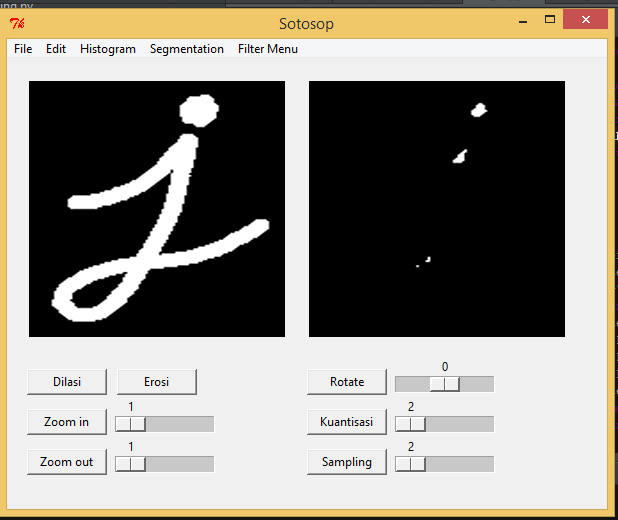 Sotosop
File Edit Histogram Segmentation Filter Menu
j
Dilasi Erosi Rotate 0
Zoom in 1 Kuantisasi 2
Zoom out 1 Sampling 2